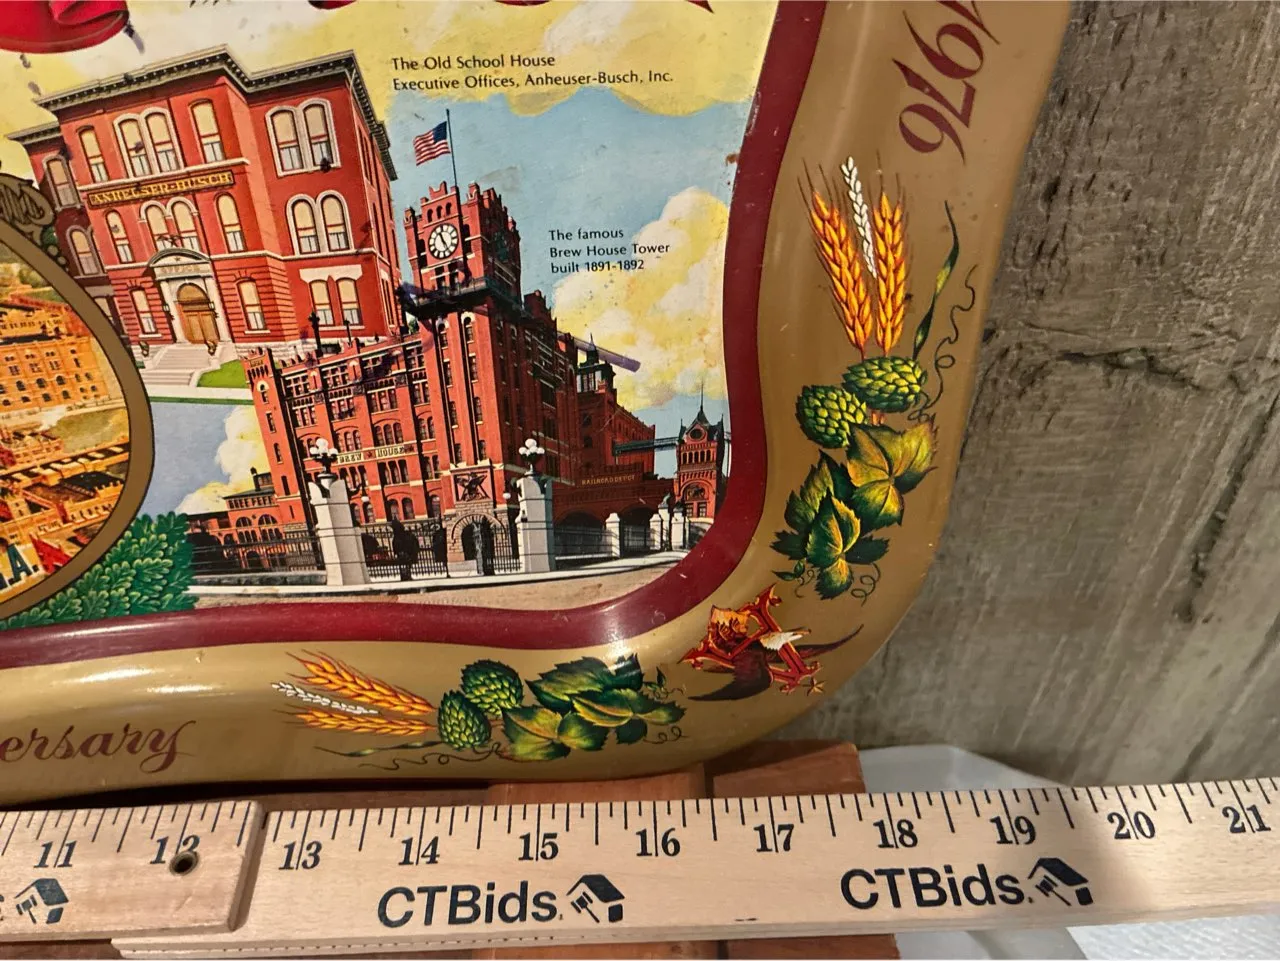 The Old School House
Executive Offices, Anheuser-Busch, Inc.
1976
ANHEUSER-BUSCH
OFFICE
The famous
Brew House Tower
built 1891-1892
BREW HOUSE
RAILROAD DEPOT
.A.
ersary
11 12 13 14 15 16 17 18 19 20 21
CTBids. CTBids.